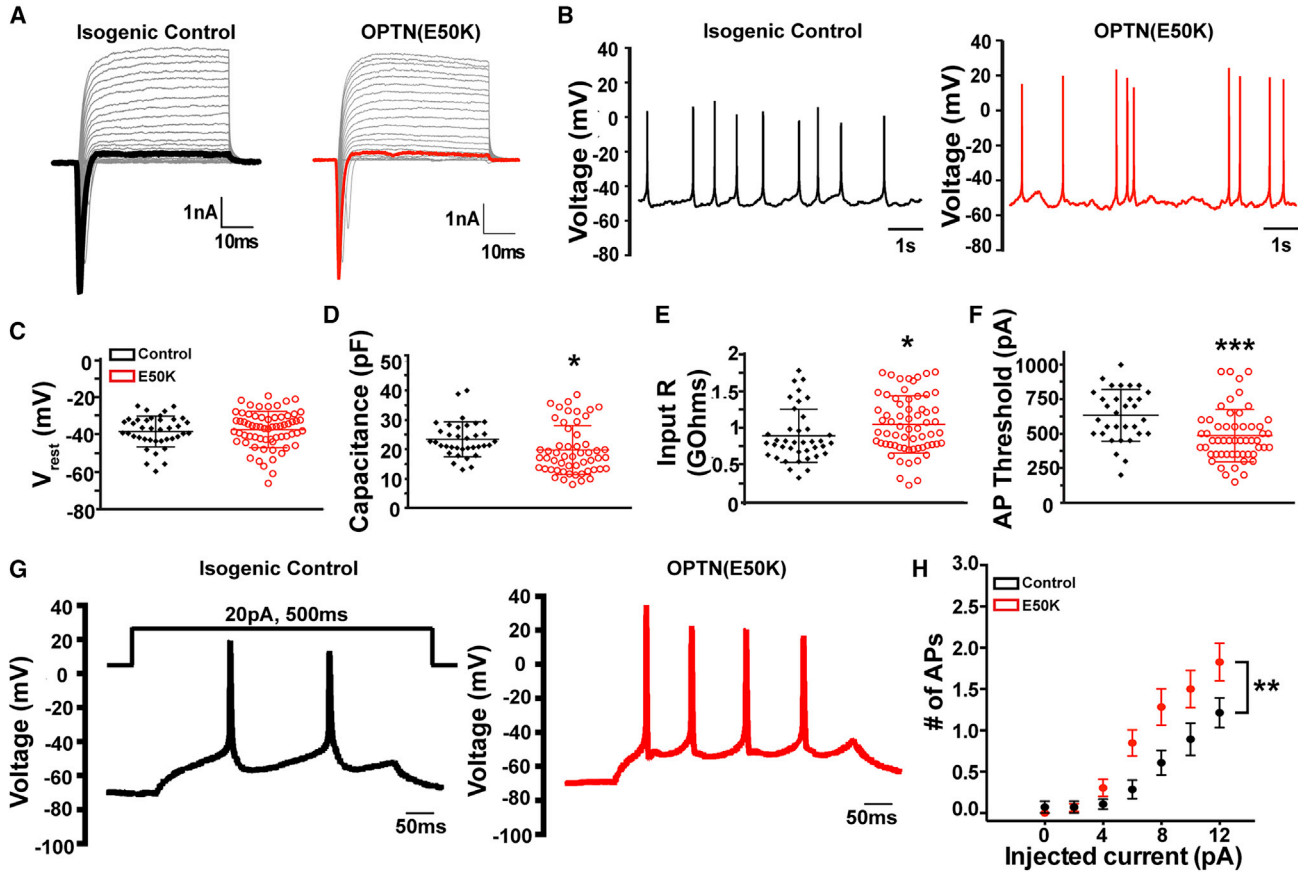 A
Isogenic Control
OPTN(E50K)
1nA
10ms
1nA
10ms
B
Isogenic Control
OPTN(E50K)
Voltage (mV)
40
20
0
-20
-40
-60
-80
1s
Voltage (mV)
40
20
0
-20
-40
-60
-80
1s
C
Control
E50K
V rest (mV)
0
-20
-40
-60
-80
D
Capacitance (pF)
50
40
30
20
10
0
*
E
Input R
(GOhms)
2
1.5
1
0.5
0
*
F
AP Threshold (pA)
1000
750
500
250
0
***
G
Isogenic Control
20pA, 500ms
Voltage (mV)
40
20
0
-20
-40
-60
-80
-100
50ms
OPTN(E50K)
Voltage (mV)
40
20
0
-20
-40
-60
-80
-100
50ms
H
Control
E50K
# of APs
3.0
2.5
2.0
1.5
1.0
0.5
0.0
**
0 4 8 12
Injected current (pA)